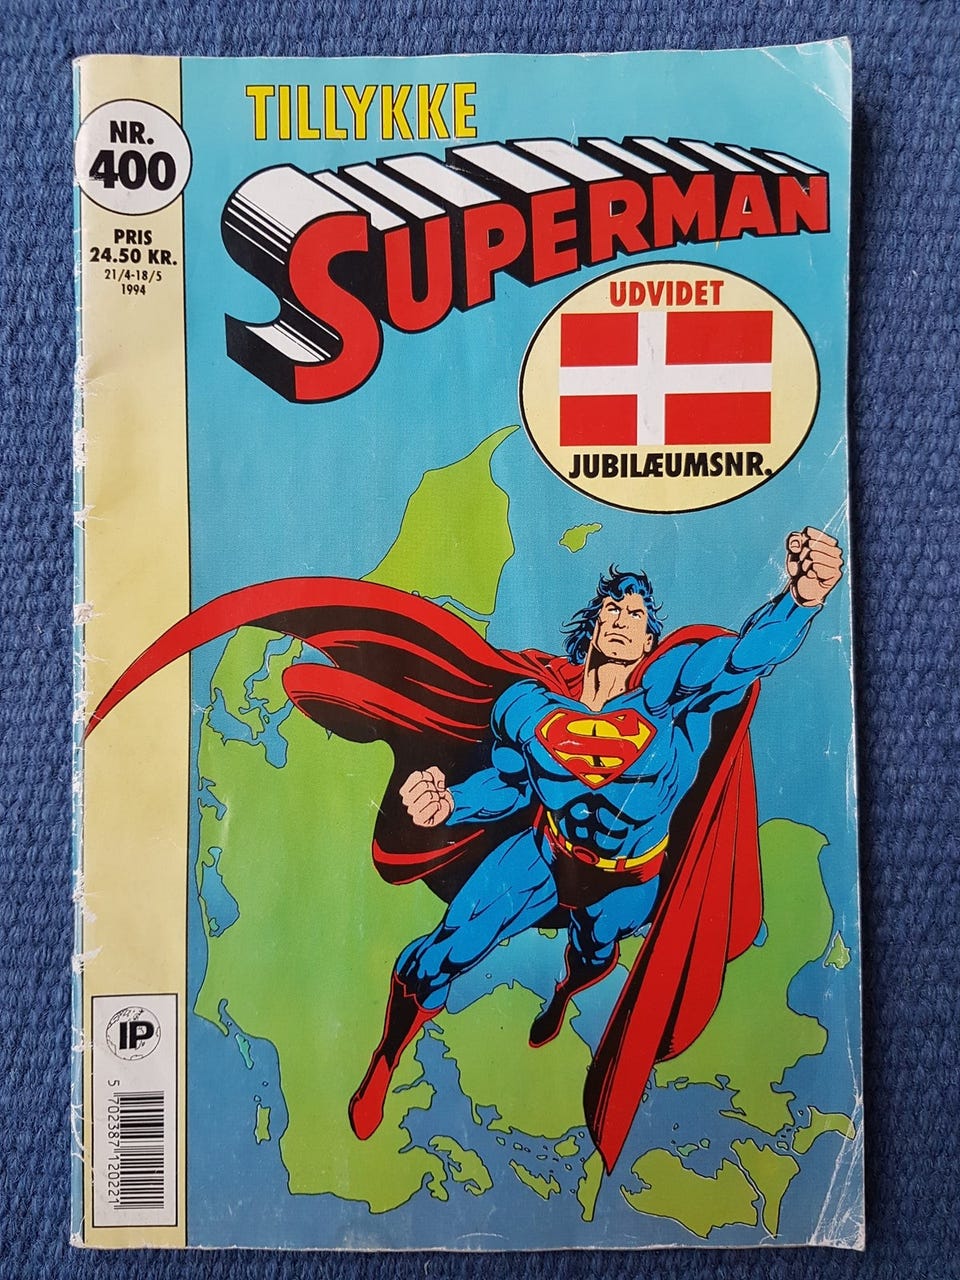 NR.
400
PRIS
24.50 KR.
21/4-18/5
1994
TILLYKKE
SUPERMAN
UDVIDET
JUBILÆUMSNR.
S
IP
5 702387 120221